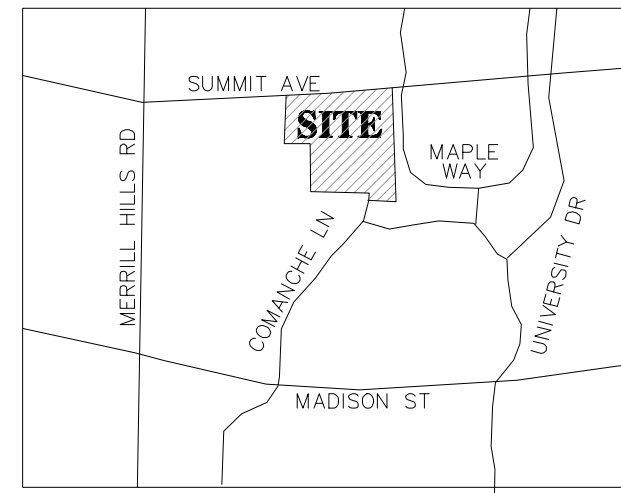 SUMMIT AVE
SITE
MAPLE
WAY
MERRILL HILLS RD
COMANCHE LN
UNIVERSITY DR
MADISON ST